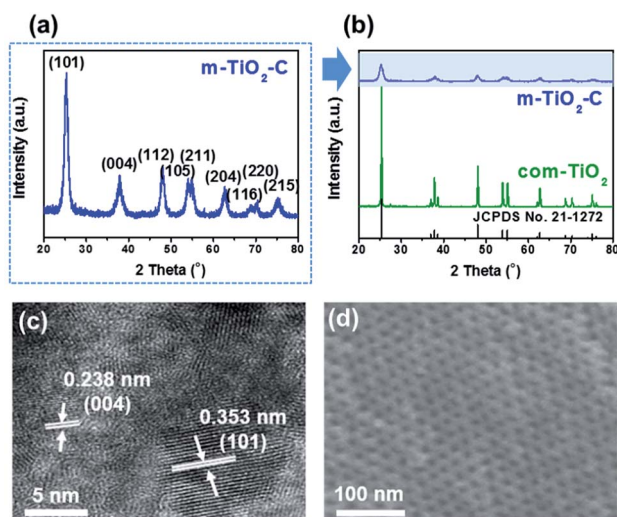 (a)
(101)
m-TiO₂-C
(004)
(112)
(105)
(211)
(204)
(116)
(220)
(215)
Intensity (a.u.)
20 30 40 50 60 70 80
2 Theta (°)
(b)
m-TiO₂-C
com-TiO₂
JCPDS No. 21-1272
Intensity (a.u.)
20 30 40 50 60 70 80
2 Theta (°)
(c)
0.238 nm
(004)
0.353 nm
(101)
5 nm
(d)
100 nm